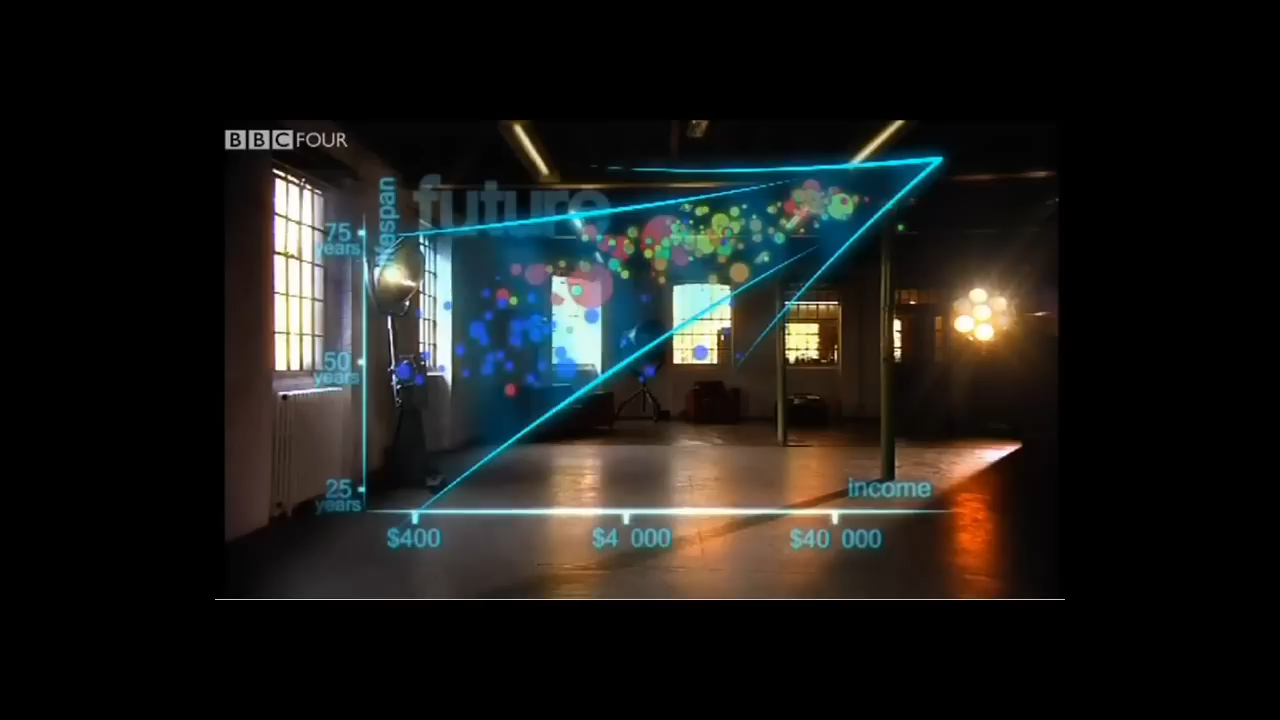 BBC FOUR
lifespan
future
75
years
50
years
25
years
income
$400
$4 000
$40 000